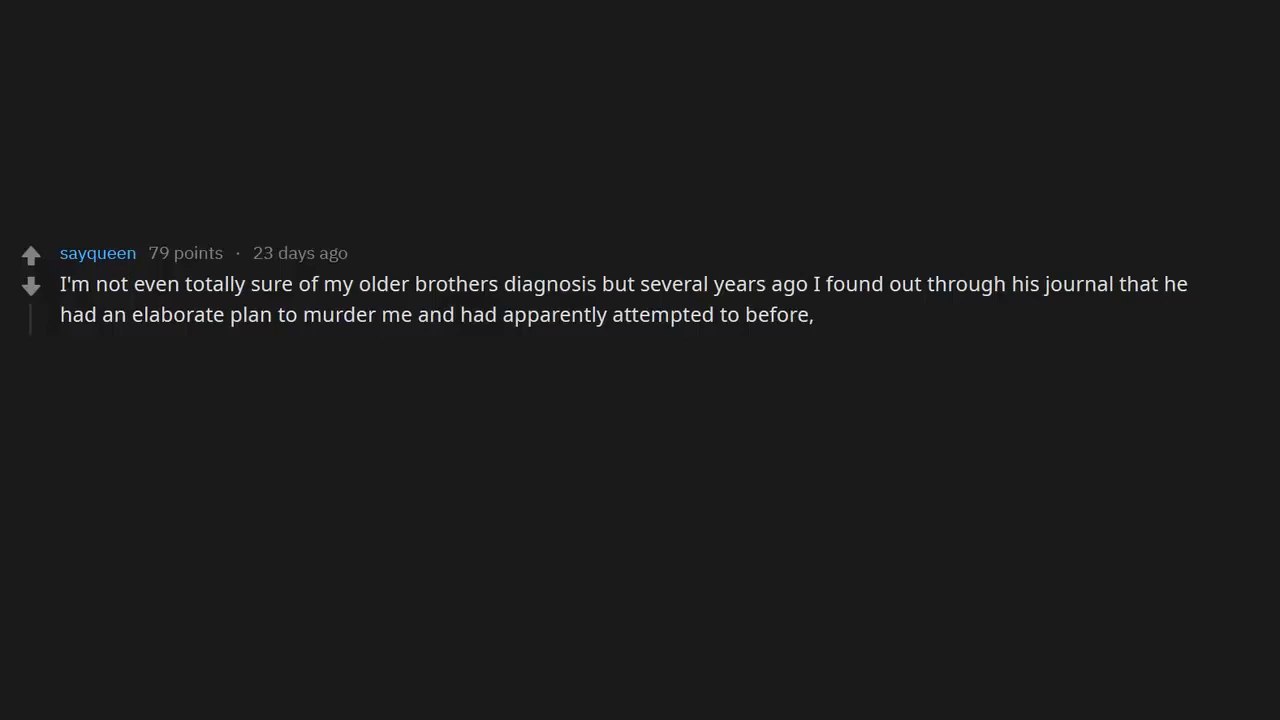 sayqueen 79 points · 23 days ago
I'm not even totally sure of my older brothers diagnosis but several years ago I found out through his journal that he
had an elaborate plan to murder me and had apparently attempted to before,